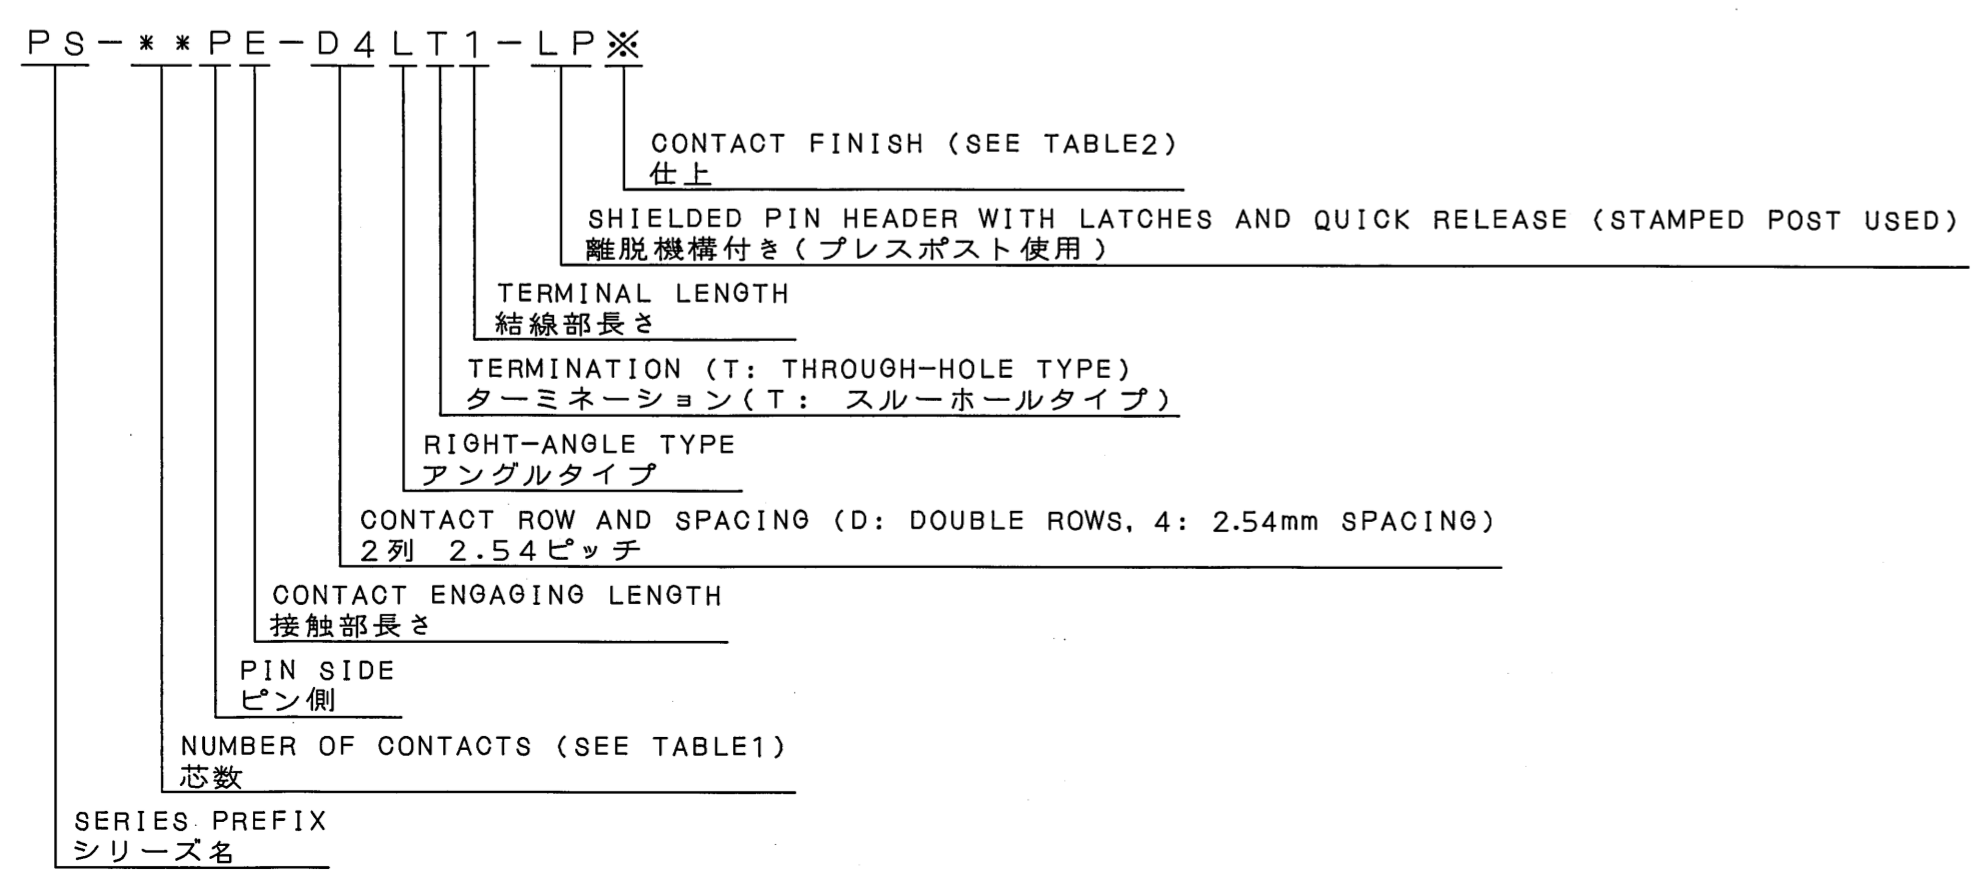 PS-**PE-D4LT1-LP※
CONTACT FINISH (SEE TABLE2)
仕上
SHIELDED PIN HEADER WITH LATCHES AND QUICK RELEASE (STAMPED POST USED)
離脱機構付き(プレスポスト使用)
TERMINAL LENGTH
結線部長さ
TERMINATION (T: THROUGH-HOLE TYPE)
ターミネーション(T: スルーホールタイプ)
RIGHT-ANGLE TYPE
アングルタイプ
CONTACT ROW AND SPACING (D: DOUBLE ROWS, 4: 2.54mm SPACING)
2列 2.54ピッチ
CONTACT ENGAGING LENGTH
接触部長さ
PIN SIDE
ピン側
NUMBER OF CONTACTS (SEE TABLE1)
芯数
SERIES PREFIX
シリーズ名